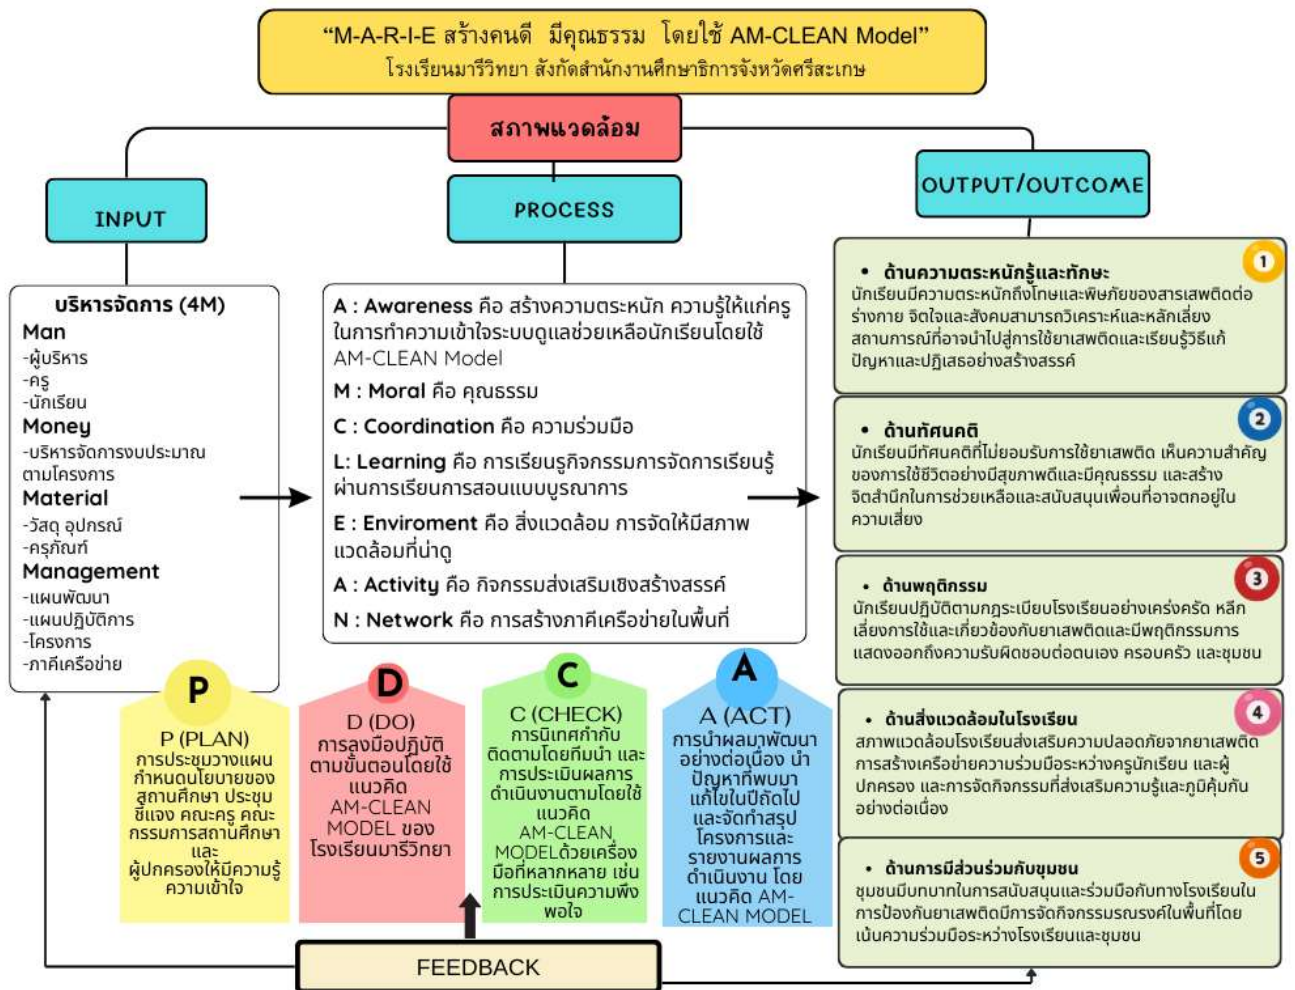 “M-A-R-I-E สร้างคนดี มีคุณธรรม โดยใช้ AM-CLEAN Model”
โรงเรียนมารีวิทยา สังกัดสำนักงานศึกษาธิการจังหวัดศรีสะเกษ
สภาพแวดล้อม
INPUT
PROCESS
OUTPUT/OUTCOME
บริหารจัดการ (4M)
Man
-ผู้บริหาร
-ครู
-นักเรียน
Money
-บริหารจัดการงบประมาณ
ตามโครงการ
Material
-วัสดุ อุปกรณ์
-ครุภัณฑ์
Management
-แผนพัฒนา
-แผนปฏิบัติการ
-โครงการ
-ภาคีเครือข่าย
A : Awareness คือ สร้างความตระหนัก ความรู้ให้แก่ครู
ในการทำความเข้าใจระบบดูแลช่วยเหลือนักเรียนโดยใช้
AM-CLEAN Model
M : Moral คือ คุณธรรม
C : Coordination คือ ความร่วมมือ
L: Learning คือ การเรียนรูกิจกรรมการจัดการเรียนรู้
ผ่านการเรียนการสอนแบบบูรณาการ
E : Enviroment คือ สิ่งแวดล้อม การจัดให้มีสภาพ
แวดล้อมที่น่าดู
A : Activity คือ กิจกรรมส่งเสริมเชิงสร้างสรรค์
N : Network คือ การสร้างภาคีเครือข่ายในพื้นที่
1
• ด้านความตระหนักรู้และทักษะ
นักเรียนมีความตระหนักถึงโทษและพิษภัยของสารเสพติดต่อ
ร่างกาย จิตใจและสังคมสามารถวิเคราะห์และหลักเลี่ยง
สถานการณ์ที่อาจนำไปสู่การใช้ยาเสพติดและเรียนรู้วิธีแก้
ปัญหาและปฏิเสธอย่างสร้างสรรค์
2
• ด้านทัศนคติ
นักเรียนมีทัศนคติที่ไม่ยอมรับการใช้ยาเสพติด เห็นความสำคัญ
ของการใช้ชีวิตอย่างมีสุขภาพดีและมีคุณธรรม และสร้าง
จิตสำนึกในการช่วยเหลือและสนับสนุนเพื่อนที่อาจตกอยู่ใน
ความเสี่ยง
3
• ด้านพฤติกรรม
นักเรียนปฏิบัติตามกฎระเบียบโรงเรียนอย่างเคร่งครัด หลีก
เลี่ยงการใช้และเกี่ยวข้องกับยาเสพติดและมีพฤติกรรมการ
แสดงออกถึงความรับผิดชอบต่อตนเอง ครอบครัว และชุมชน
4
• ด้านสิ่งแวดล้อมในโรงเรียน
สภาพแวดล้อมโรงเรียนส่งเสริมความปลอดภัยจากยาเสพติด
การสร้างเครือข่ายความร่วมมือระหว่างครูนักเรียน และผู้
ปกครอง และการจัดกิจกรรมที่ส่งเสริมความรู้และภูมิคุ้มกัน
อย่างต่อเนื่อง
5
• ด้านการมีส่วนร่วมกับชุมชน
ชุมชนมีบทบาทในการสนับสนุนและร่วมมือกับทางโรงเรียนใน
การป้องกันยาเสพติดมีการจัดกิจกรรมรณรงค์ในพื้นที่โดย
เน้นความร่วมมือระหว่างโรงเรียนและชุมชน
P
P (PLAN)
การประชุมวางแผน
กำหนดนโยบายของ
สถานศึกษา ประชุม
ชี้แจง คณะครู คณะ
กรรมการสถานศึกษา
และ
ผู้ปกครองให้มีความรู้
ความเข้าใจ
D
D (DO)
การลงมือปฏิบัติ
ตามขั้นตอนโดยใช้
แนวคิด
AM-CLEAN
MODEL ของ
โรงเรียนมารีวิทยา
C
C (CHECK)
การนิเทศกำกับ
ติดตามโดยทีมนำ และ
การประเมินผลการ
ดำเนินงานตามโดยใช้
แนวคิด
AM-CLEAN
MODELด้วยเครื่อง
มือที่หลากหลาย เช่น
การประเมินความพึง
พอใจ
A
A (ACT)
การนำผลมาพัฒนา
อย่างต่อเนื่อง นำ
ปัญหาที่พบมา
แก้ไขในปีถัดไป
และจัดทำสรุป
โครงการและ
รายงานผลการ
ดำเนินงาน โดย
แนวคิด AM-
CLEAN MODEL
FEEDBACK